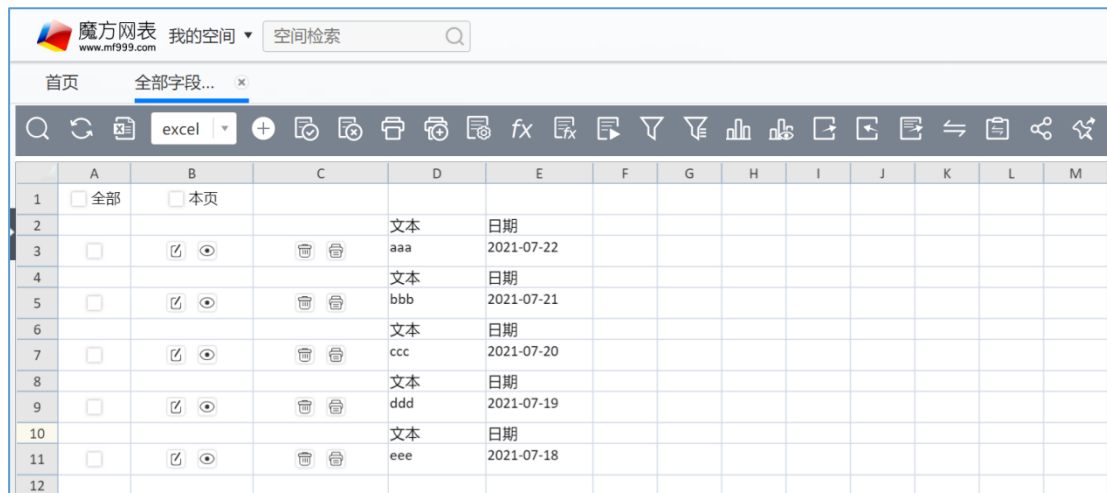 魔方网表
www.mf999.com
我的空间 空间检索
首页 全部字段...
excel fx
A B C D E F G H I J K L M
1 全部 本页
2 文本 日期
3 aaa 2021-07-22
4 文本 日期
5 bbb 2021-07-21
6 文本 日期
7 ccc 2021-07-20
8 文本 日期
9 ddd 2021-07-19
10 文本 日期
11 eee 2021-07-18
12